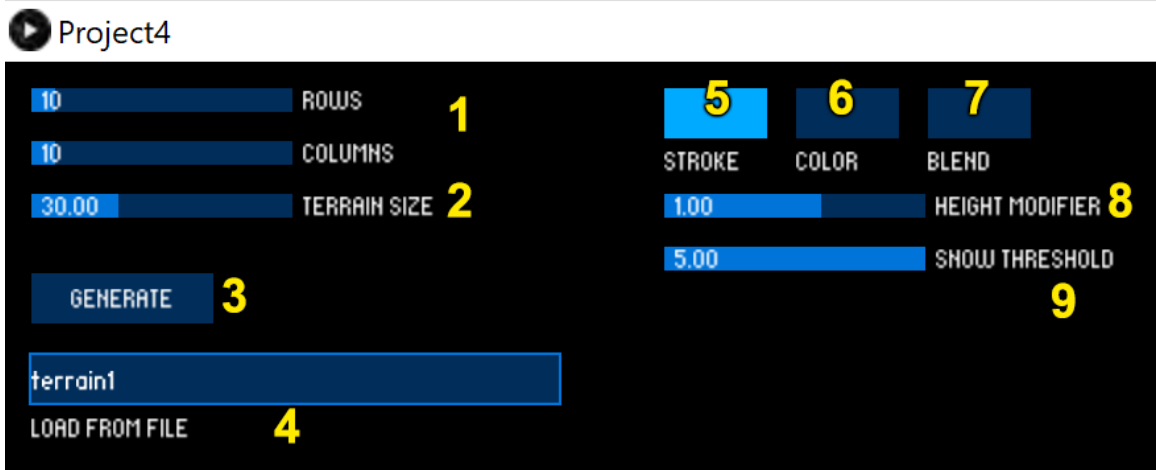 Project4
10 ROWS 1
10 COLUMNS
30.00 TERRAIN SIZE 2
GENERATE 3
terrain1
LOAD FROM FILE 4
5 6 7
STROKE COLOR BLEND
1.00 HEIGHT MODIFIER 8
5.00 SNOW THRESHOLD
9